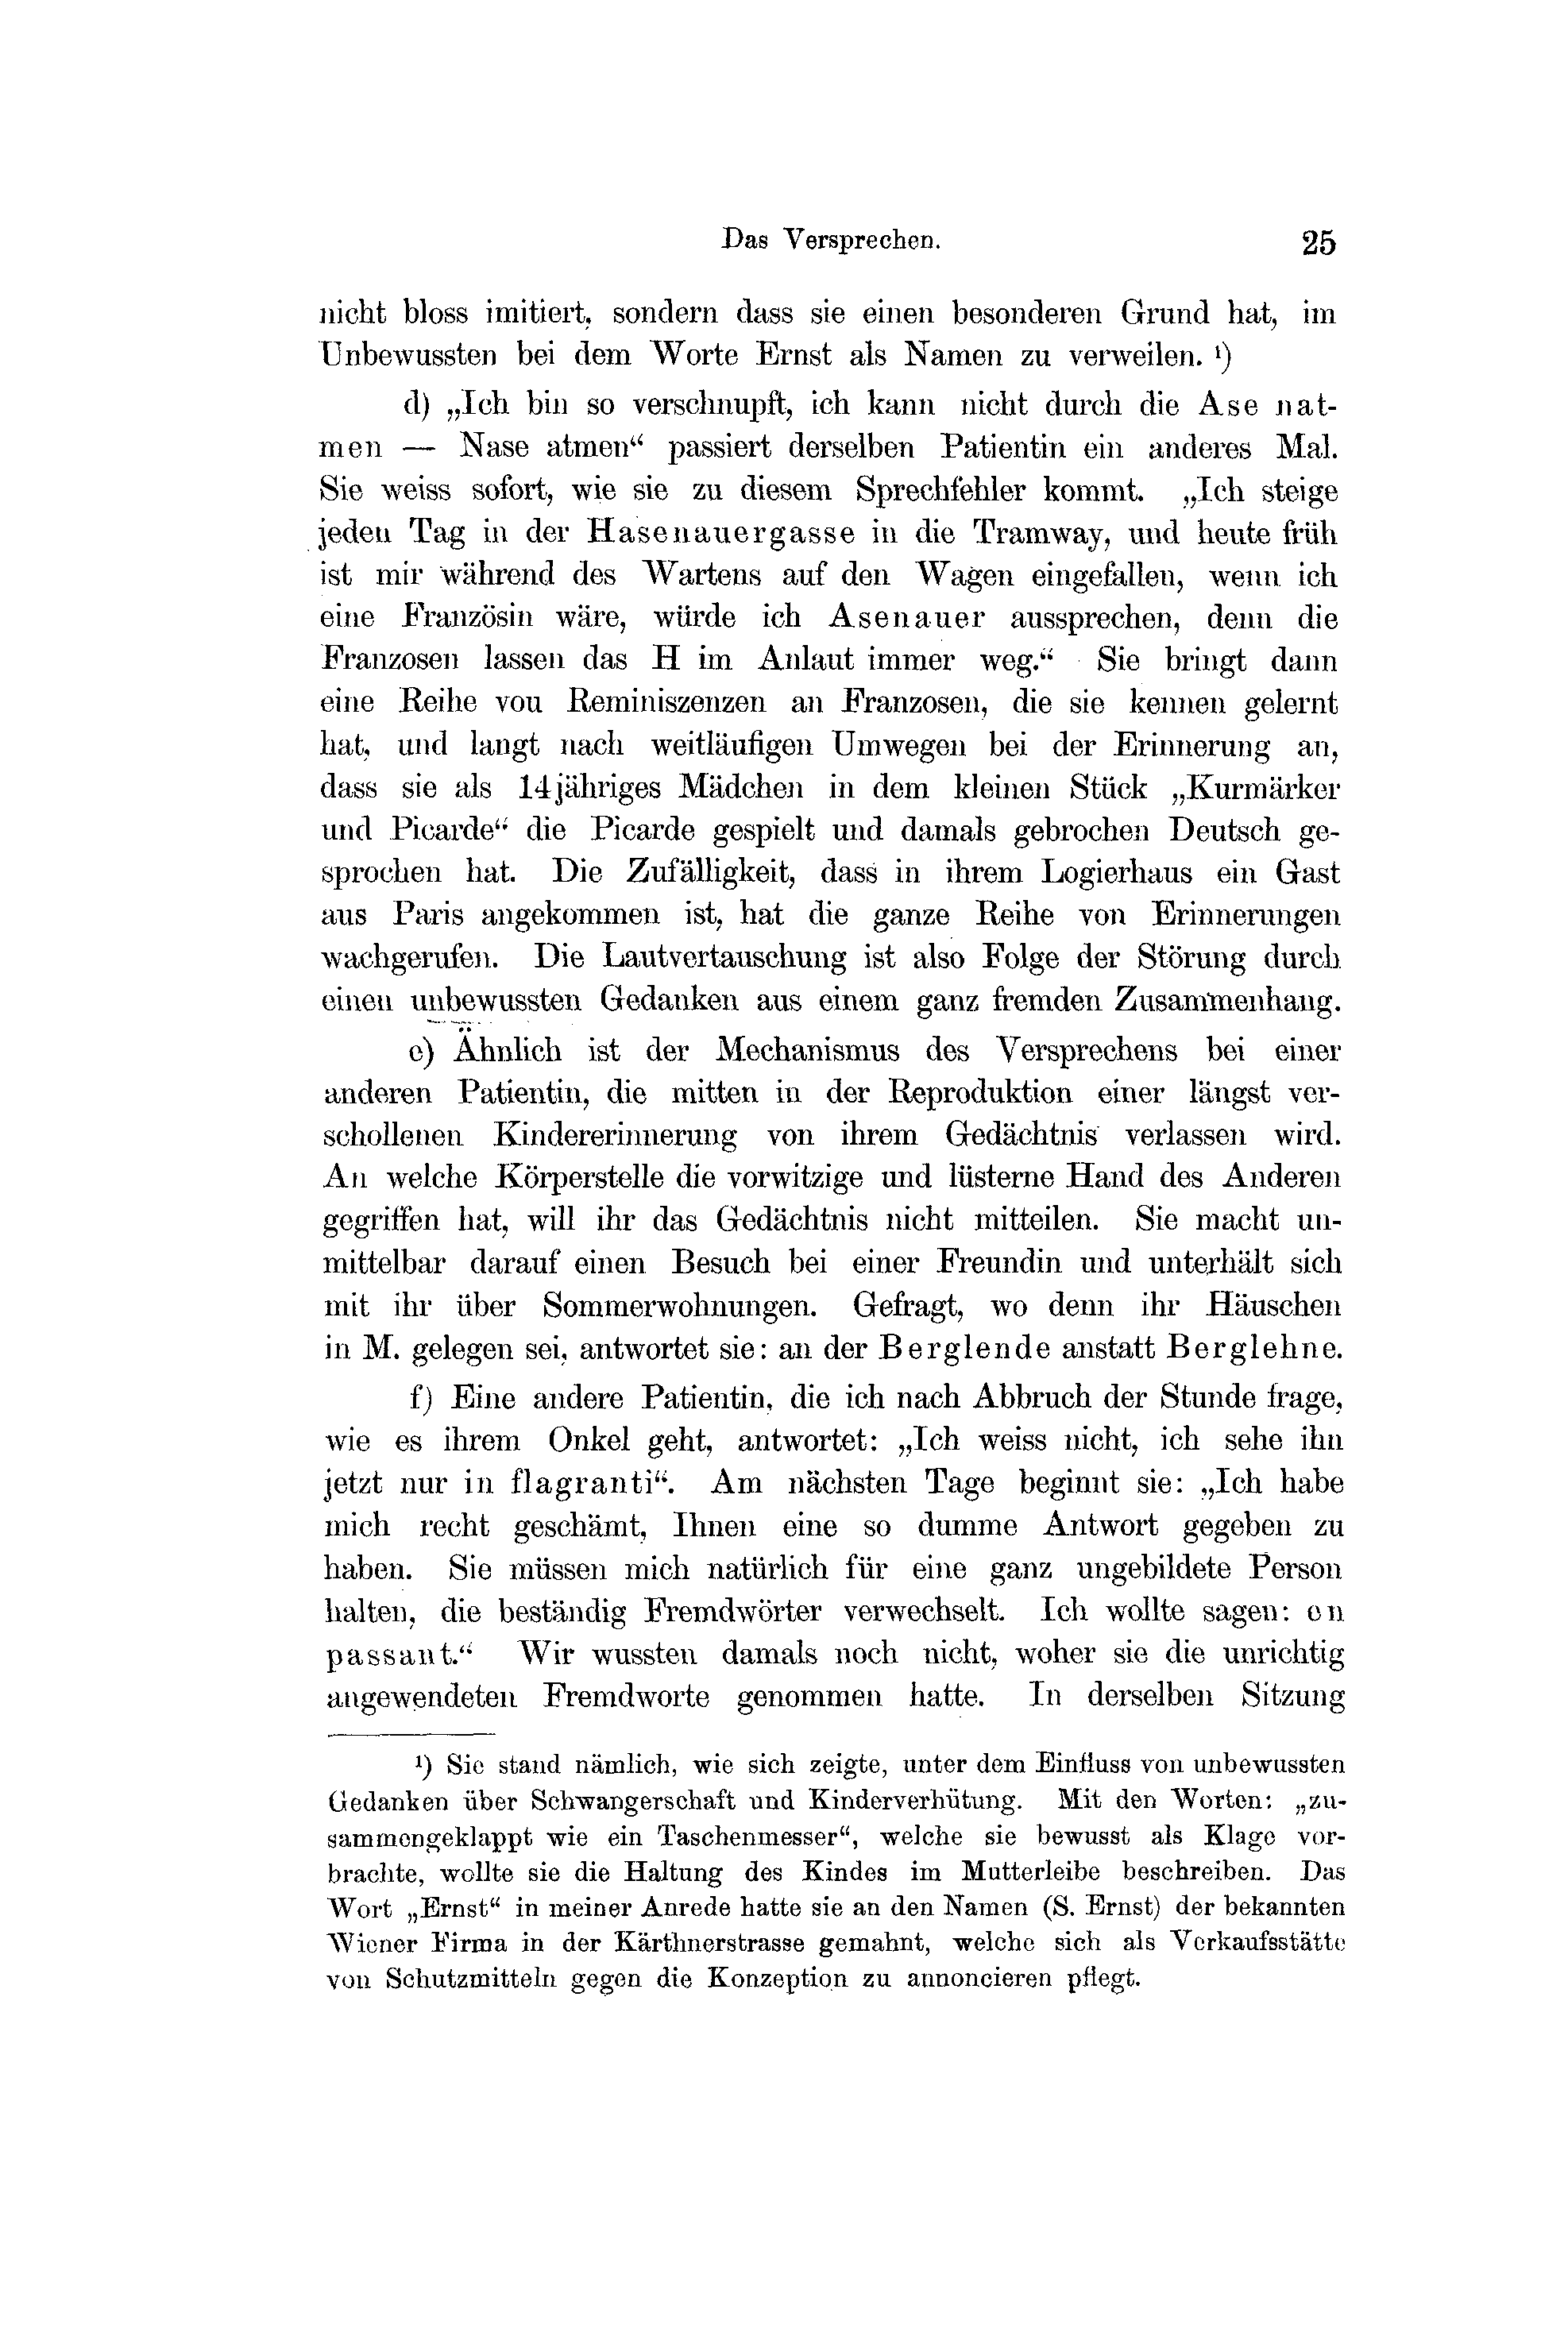 Das Versprechen. 25
nicht bloss imitiert, sondern dass sie einen besonderen Grund hat, im
Unbewussten bei dem Worte Ernst als Namen zu verweilen. ¹)
d) „Ich bin so verschnupft, ich kann nicht durch die Ase nat-
men — Nase atmen“ passiert derselben Patientin ein anderes Mal.
Sie weiss sofort, wie sie zu diesem Sprechfehler kommt. „Ich steige
jeden Tag in der Hasenauergasse in die Tramway, und heute früh
ist mir während des Wartens auf den Wagen eingefallen, wenn ich
eine Französin wäre, würde ich Asenauer aussprechen, denn die
Franzosen lassen das H im Anlaut immer weg.“ Sie bringt dann
eine Reihe von Reminiszenzen an Franzosen, die sie kennen gelernt
hat, und langt nach weitläufigen Umwegen bei der Erinnerung an,
dass sie als 14jähriges Mädchen in dem kleinen Stück „Kurmärker
und Picarde“ die Picarde gespielt und damals gebrochen Deutsch ge-
sprochen hat. Die Zufälligkeit, dass in ihrem Logierhaus ein Gast
aus Paris angekommen ist, hat die ganze Reihe von Erinnerungen
wachgerufen. Die Lautvertauschung ist also Folge der Störung durch
einen unbewussten Gedanken aus einem ganz fremden Zusammenhang.
e) Ähnlich ist der Mechanismus des Versprechens bei einer
anderen Patientin, die mitten in der Reproduktion einer längst ver-
schollenen Kindererinnerung von ihrem Gedächtnis verlassen wird.
An welche Körperstelle die vorwitzige und lüsterne Hand des Anderen
gegriffen hat, will ihr das Gedächtnis nicht mitteilen. Sie macht un-
mittelbar darauf einen Besuch bei einer Freundin und unterhält sich
mit ihr über Sommerwohnungen. Gefragt, wo denn ihr Häuschen
in M. gelegen sei, antwortet sie: an der Berglende anstatt Berglehne.
f) Eine andere Patientin, die ich nach Abbruch der Stunde frage,
wie es ihrem Onkel geht, antwortet: „Ich weiss nicht, ich sehe ihn
jetzt nur in flagranti“. Am nächsten Tage beginnt sie: „Ich habe
mich recht geschämt, Ihnen eine so dumme Antwort gegeben zu
haben. Sie müssen mich natürlich für eine ganz ungebildete Person
halten, die beständig Fremdwörter verwechselt. Ich wollte sagen: en
passant.“ Wir wussten damals noch nicht, woher sie die unrichtig
angewendeten Fremdworte genommen hatte. In derselben Sitzung
¹) Sie stand nämlich, wie sich zeigte, unter dem Einfluss von unbewussten
Gedanken über Schwangerschaft und Kinderverhütung. Mit den Worten: „zu-
sammengeklappt wie ein Taschenmesser“, welche sie bewusst als Klage vor-
brachte, wollte sie die Haltung des Kindes im Mutterleibe beschreiben. Das
Wort „Ernst“ in meiner Anrede hatte sie an den Namen (S. Ernst) der bekannten
Wiener Firma in der Kärthnerstrasse gemahnt, welche sich als Verkaufsstätte
von Schutzmitteln gegen die Konzeption zu annoncieren pflegt.